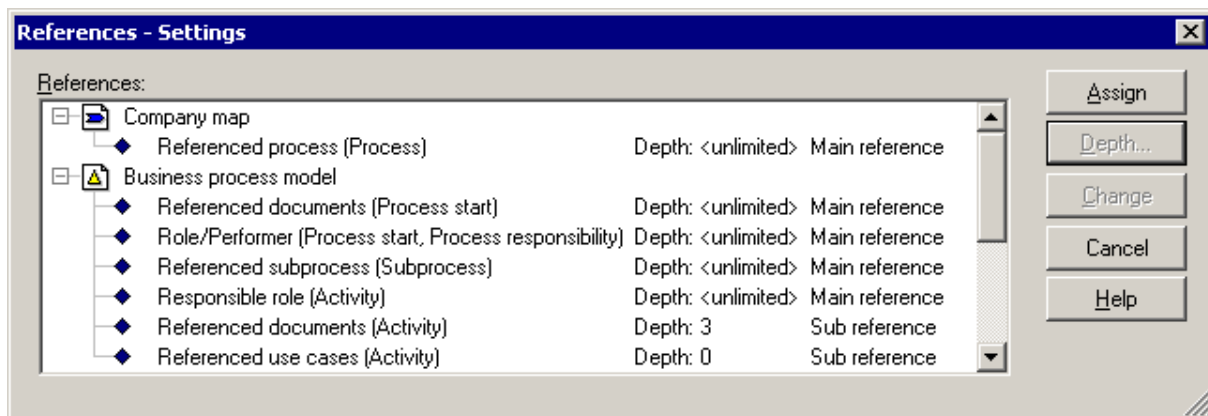 References - Settings
References:
Company map
Referenced process (Process) Depth: <unlimited> Main reference
Business process model
Referenced documents (Process start) Depth: <unlimited> Main reference
Role/Performer (Process start, Process responsibility) Depth: <unlimited> Main reference
Referenced subprocess (Subprocess) Depth: <unlimited> Main reference
Responsible role (Activity) Depth: <unlimited> Main reference
Referenced documents (Activity) Depth: 3 Sub reference
Referenced use cases (Activity) Depth: 0 Sub reference
Assign
Depth...
Change
Cancel
Help